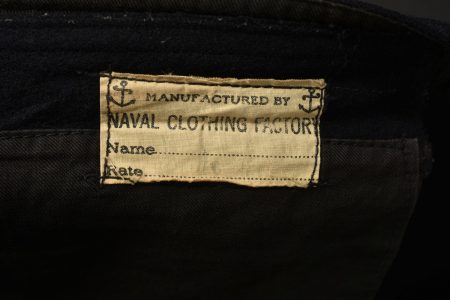 MANUFACTURED BY
NAVAL CLOTHING FACTORY
Name
Rate